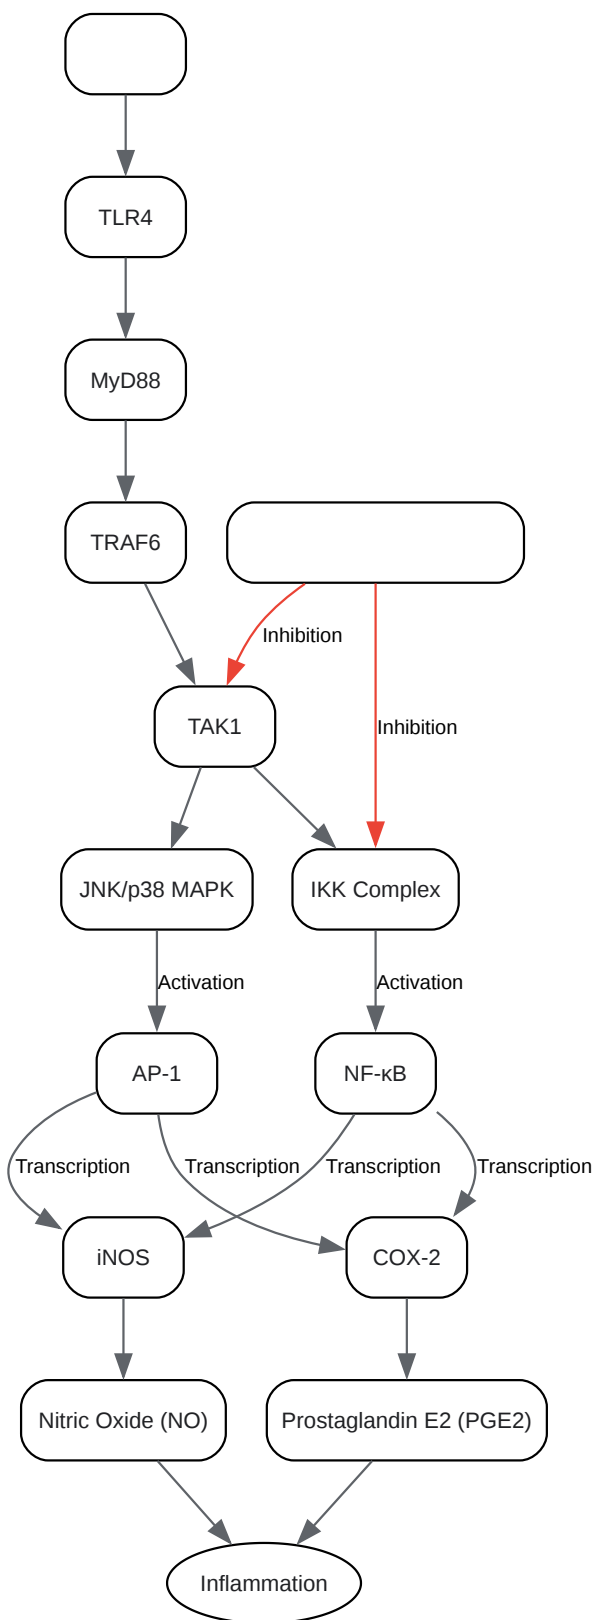 TLR4
MyD88
TRAF6
Inhibition
TAK1
Inhibition
JNK/p38 MAPK
IKK Complex
Activation
Activation
AP-1
NF-κB
Transcription
Transcription
Transcription
Transcription
iNOS
COX-2
Nitric Oxide (NO)
Prostaglandin E2 (PGE2)
Inflammation